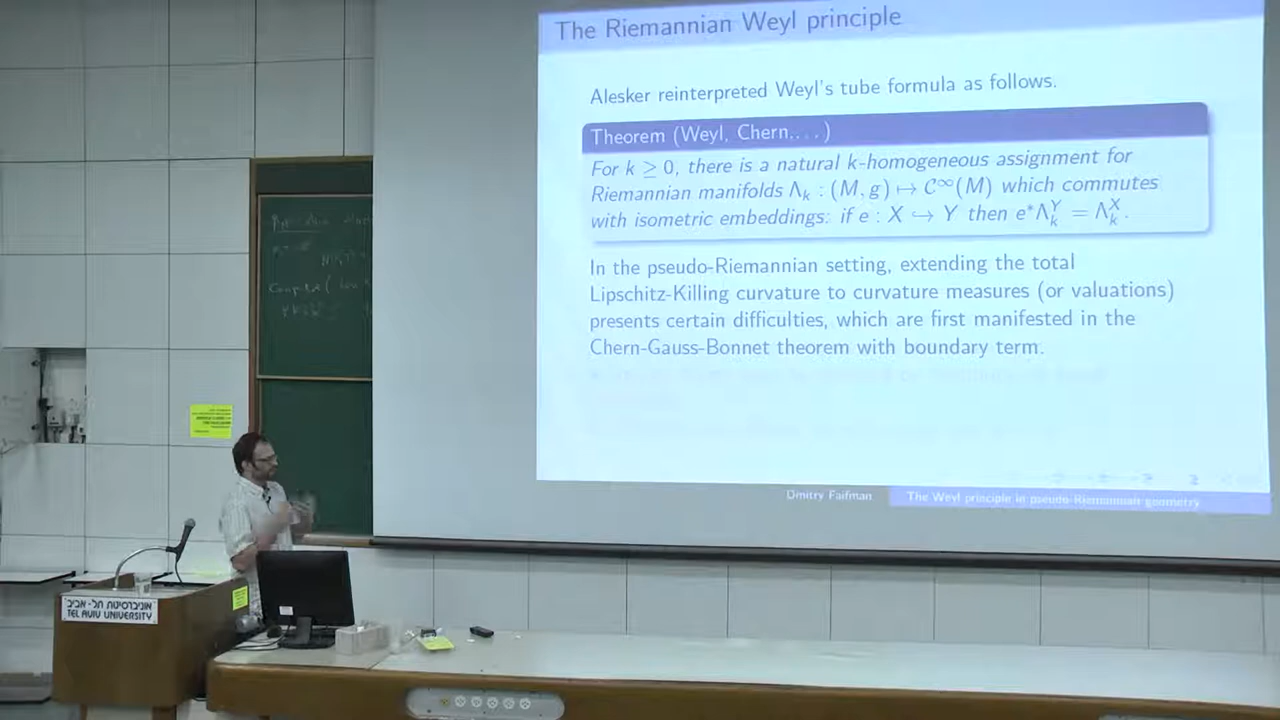 The Riemannian Weyl principle
Alesker reinterpreted Weyl's tube formula as follows.
Theorem (Weyl, Chern,...)
For k ≥ 0, there is a natural k-homogeneous assignment for
Riemannian manifolds Λ_k : (M, g) ↦ 𝒞^∞(M) which commutes
with isometric embeddings: if e : X ↪ Y then e*Λ_k^Y = Λ_k^X.
In the pseudo-Riemannian setting, extending the total
Lipschitz-Killing curvature to curvature measures (or valuations)
presents certain difficulties, which are first manifested in the
Chern-Gauss-Bonnet theorem with boundary term.
Dmitry Faifman
The Weyl principle in pseudo-Riemannian geometry
אוניברסיטת תל-אביב
TEL AVIV UNIVERSITY